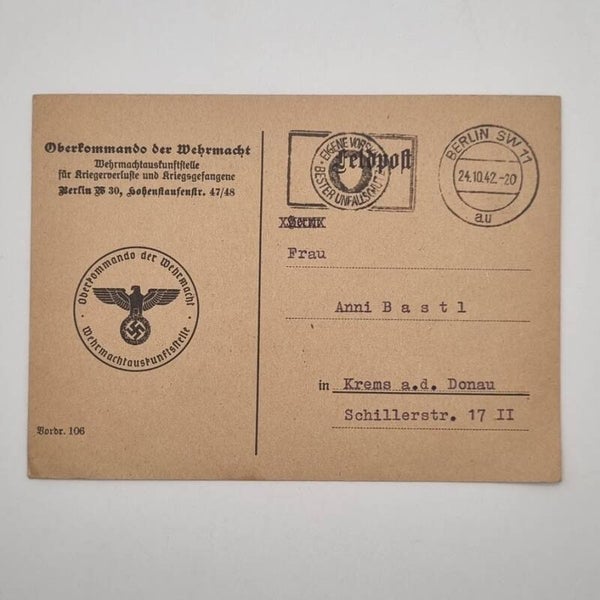 Oberkommando der Wehrmacht
Wehrmachtauskunftstelle
für Kriegerverluste und Kriegsgefangene
Berlin W 30, Hohenstaufenstr. 47/48
Oberkommando der Wehrmacht
Wehrmachtauskunftsstelle
Vordr. 106
EIGENE VORSICHT
BESTER UNFALLSCHUTZ
Feldpost
BERLIN SW 11
24.10.42.-20
au
Frau
Anni Bastl
in Krems a.d. Donau
Schillerstr. 17 II